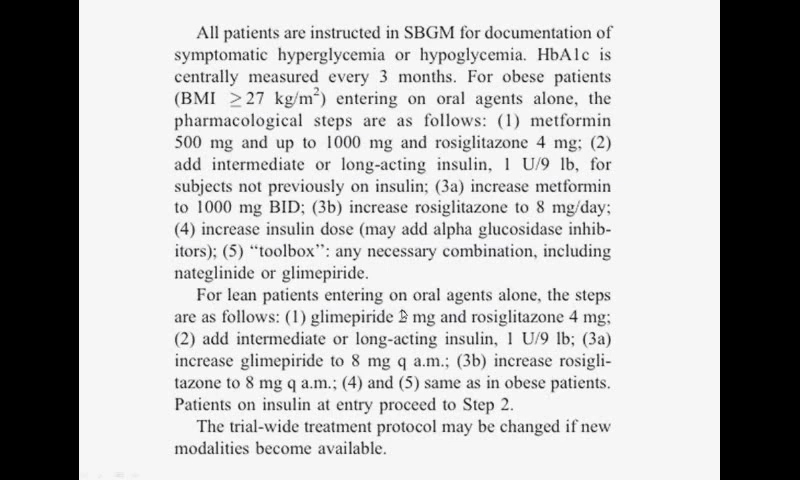 All patients are instructed in SBGM for documentation of
symptomatic hyperglycemia or hypoglycemia. HbA1c is
centrally measured every 3 months. For obese patients
(BMI ≥27 kg/m²) entering on oral agents alone, the
pharmacological steps are as follows: (1) metformin
500 mg and up to 1000 mg and rosiglitazone 4 mg; (2)
add intermediate or long-acting insulin, 1 U/9 lb, for
subjects not previously on insulin; (3a) increase metformin
to 1000 mg BID; (3b) increase rosiglitazone to 8 mg/day;
(4) increase insulin dose (may add alpha glucosidase inhib-
itors); (5) “toolbox”: any necessary combination, including
nateglinide or glimepiride.
For lean patients entering on oral agents alone, the steps
are as follows: (1) glimepiride mg and rosiglitazone 4 mg;
(2) add intermediate or long-acting insulin, 1 U/9 lb; (3a)
increase glimepiride to 8 mg q a.m.; (3b) increase rosigli-
tazone to 8 mg q a.m.; (4) and (5) same as in obese patients.
Patients on insulin at entry proceed to Step 2.
The trial-wide treatment protocol may be changed if new
modalities become available.